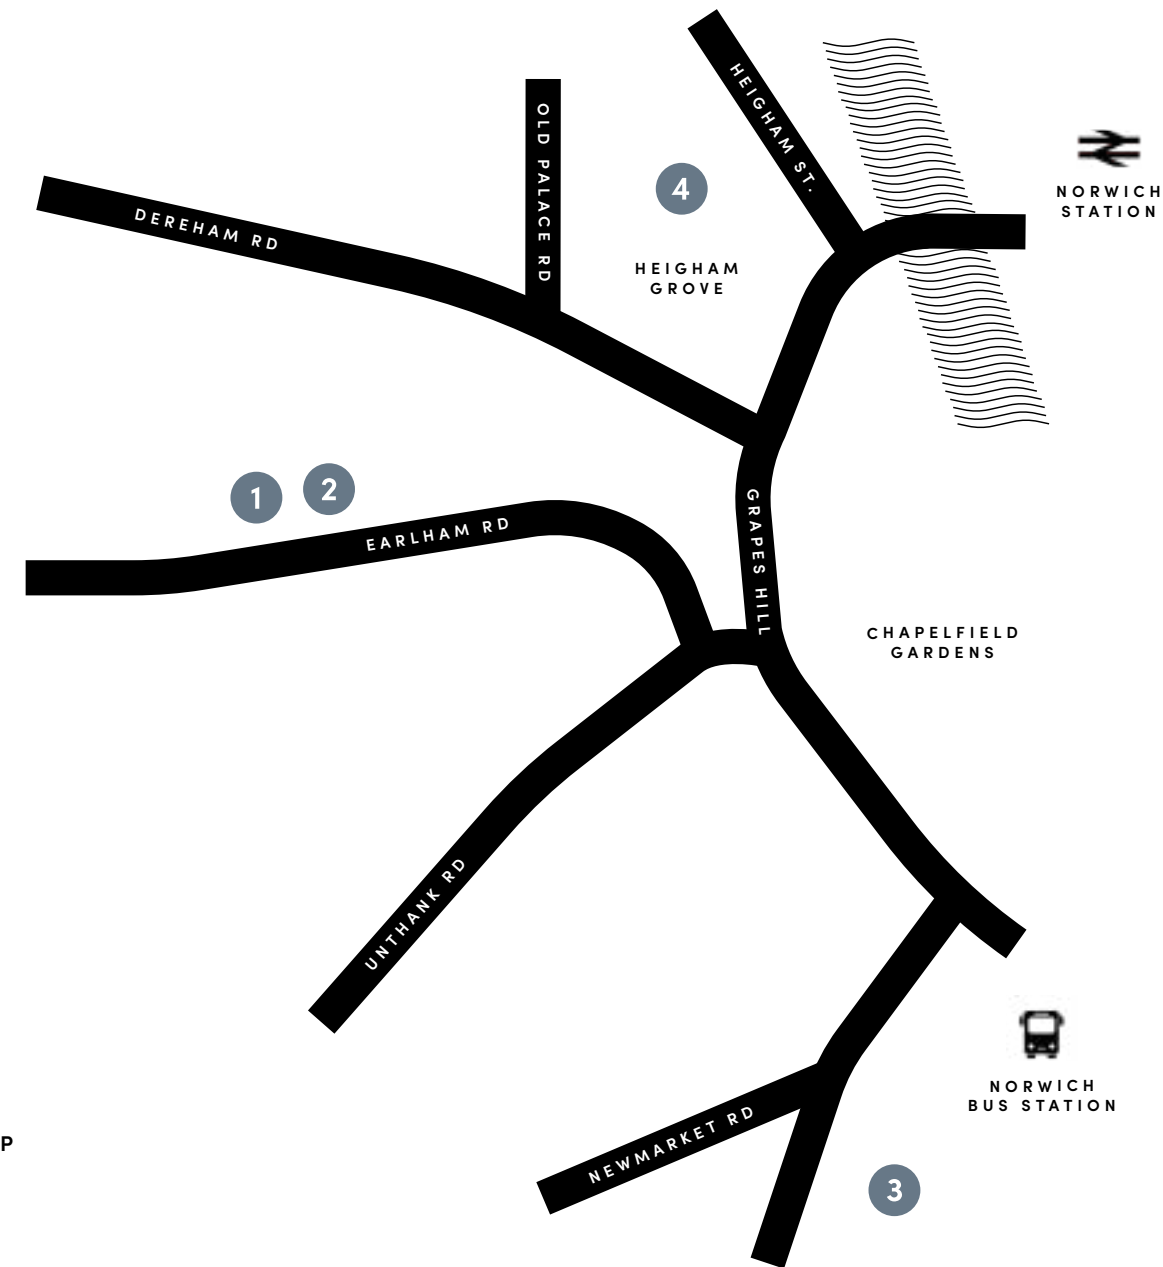 HEIGHAM ST.
OLD PALACE RD
4
NORWICH
STATION
DEREHAM RD
HEIGHAM
GROVE
1
2
EARLHAM RD
GRAPES HILL
CHAPELFIELD
GARDENS
UNTHANK RD
NORWICH
BUS STATION
NEWMARKET RD
P
3